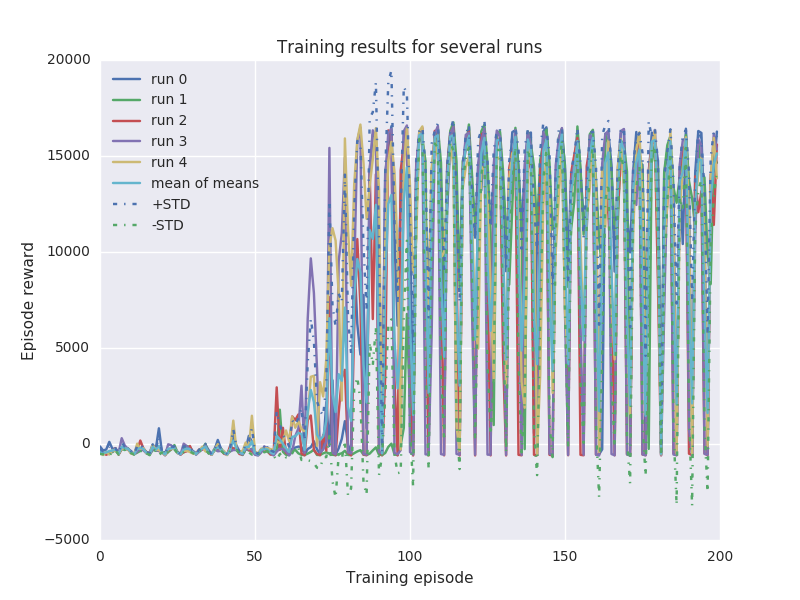 Training results for several runs
20000
15000
10000
5000
0
−5000
Episode reward
run 0
run 1
run 2
run 3
run 4
mean of means
+STD
-STD
0
50
100
150
200
Training episode